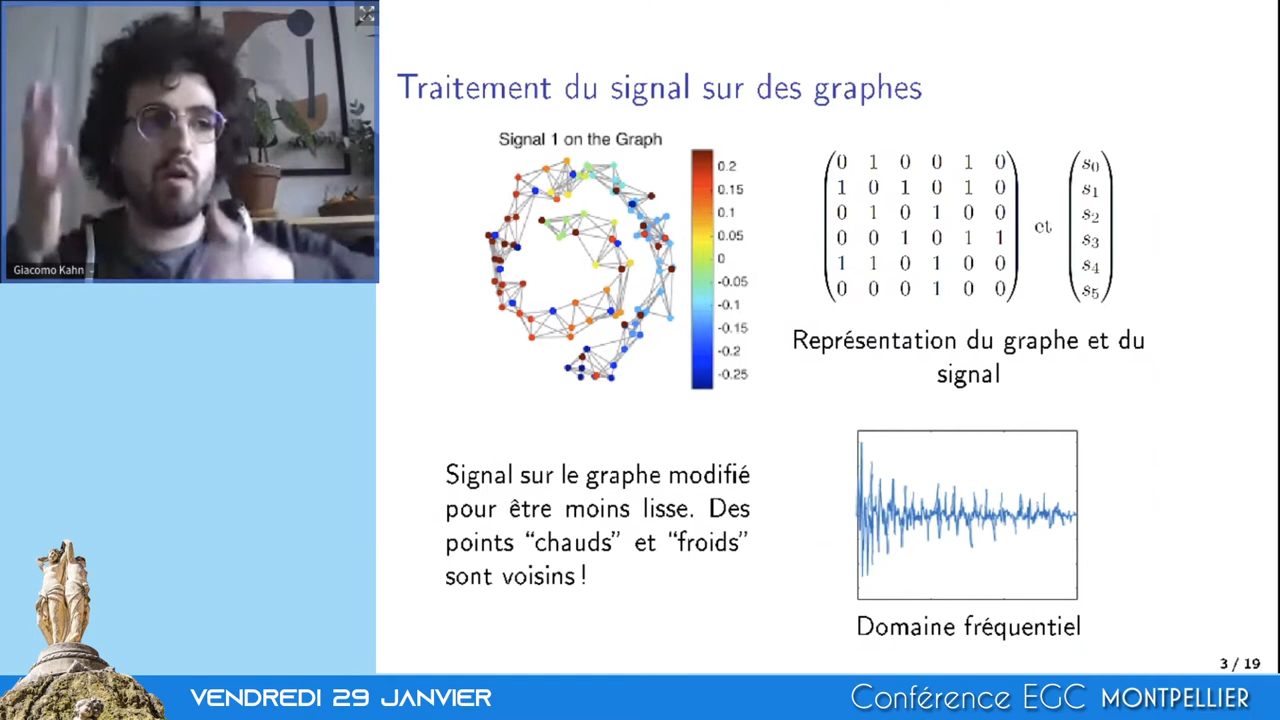 Giacomo Kahn
Traitement du signal sur des graphes
Signal 1 on the Graph
0.2
0.15
0.1
0.05
0
-0.05
-0.1
-0.15
-0.2
-0.25
0 1 0 0 1 0
1 0 1 0 1 0
0 1 0 1 0 0
0 0 1 0 1 1
1 1 0 1 0 0
0 0 0 1 0 0
et
s0
s1
s2
s3
s4
s5
Représentation du graphe et du
signal
Signal sur le graphe modifié
pour être moins lisse. Des
points “chauds” et “froids”
sont voisins !
Domaine fréquentiel
3 / 19
VENDREDI 29 JANVIER
Conférence EGC MONTPELLIER